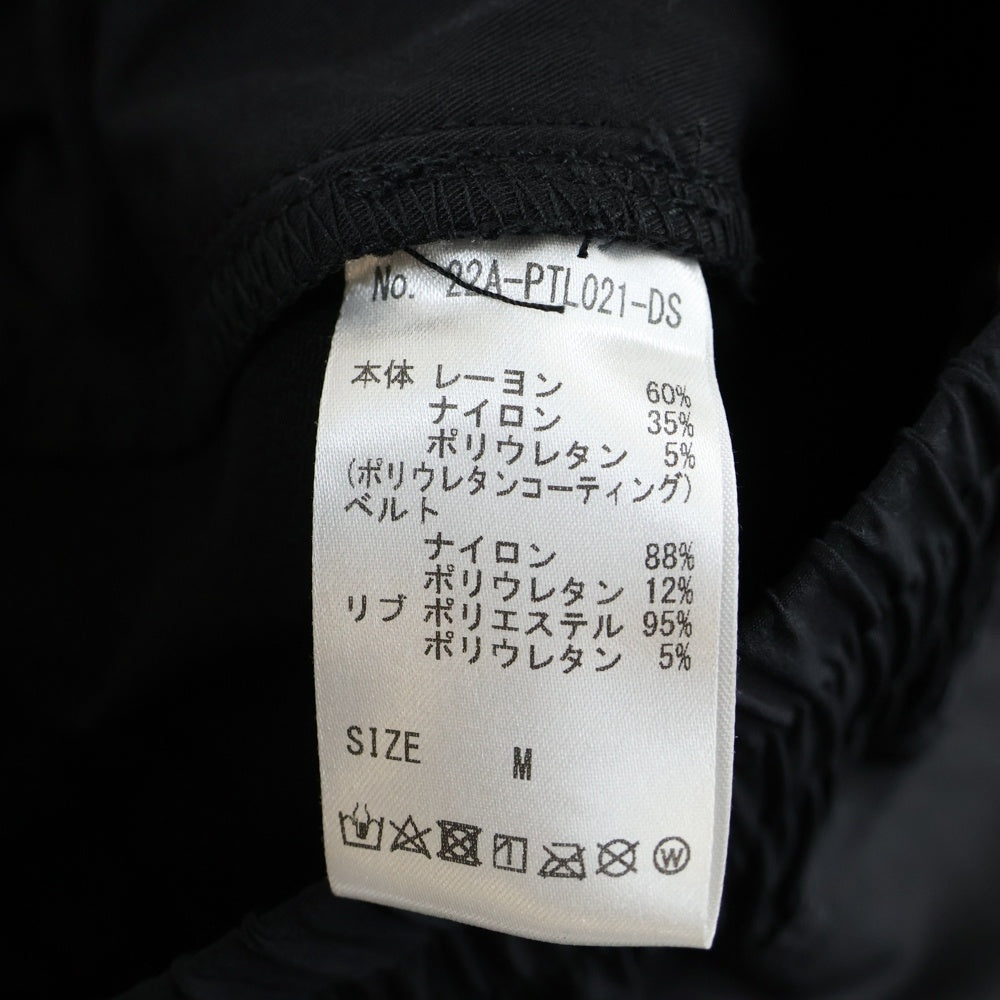 No. 22A-PTL021-DS
本体 レーヨン 60%
ナイロン 35%
ポリウレタン 5%
(ポリウレタンコーティング)
ベルト
ナイロン 88%
ポリウレタン 12%
リブ ポリエステル 95%
ポリウレタン 5%
SIZE M
W